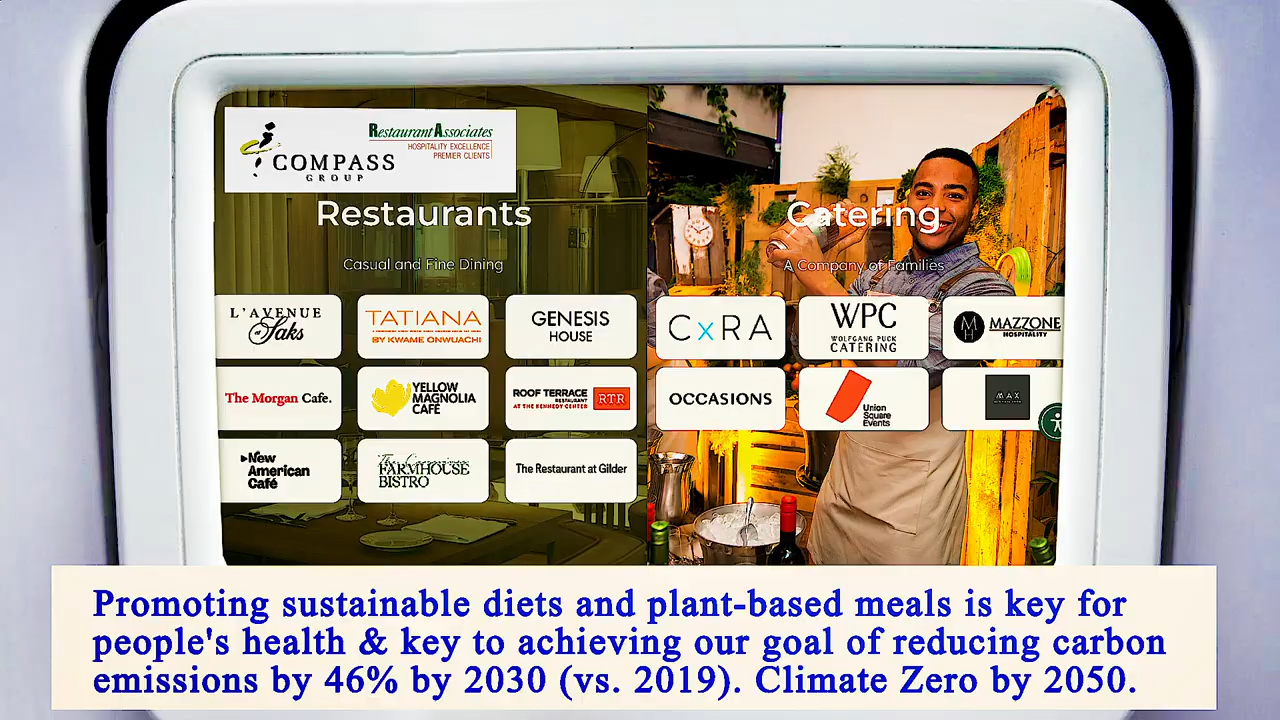 COMPASS
GROUP
Restaurant Associates
HOSPITALITY EXCELLENCE
PREMIER CLIENTS
Restaurants
Casual and Fine Dining
L'AVENUE
at Saks
TATIANA
BY KWAME ONWUACHI
GENESIS
HOUSE
The Morgan Cafe.
YELLOW
MAGNOLIA
CAFÉ
ROOF TERRACE
RESTAURANT
AT THE KENNEDY CENTER
RTR
New
American
Café
FARMHOUSE
BISTRO
The Restaurant at Gilder
Catering
A Company of Families
CxRA
WPC
WOLFGANG PUCK
CATERING
MH
MAZZONE
HOSPITALITY
OCCASIONS
Union
Square
Events
MAX
Promoting sustainable diets and plant-based meals is key for
people's health & key to achieving our goal of reducing carbon
emissions by 46% by 2030 (vs. 2019). Climate Zero by 2050.